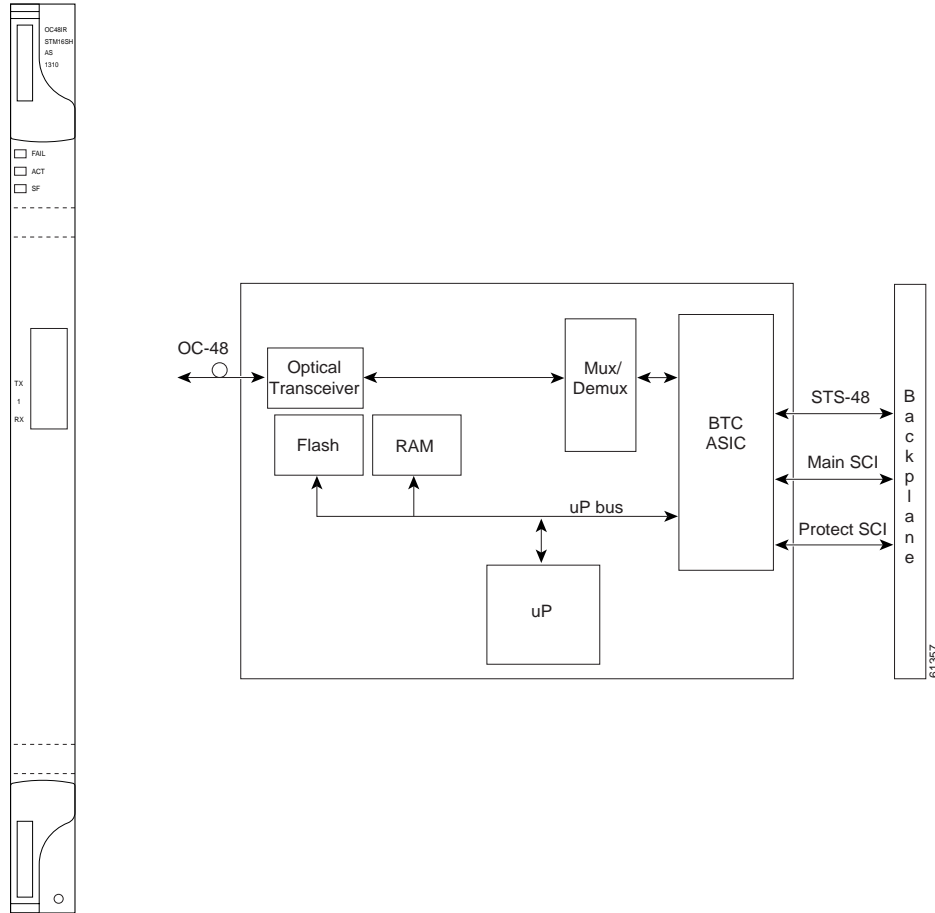 OC48IR
STM16SH
AS
1310
FAIL
ACT
SF
TX
1
RX
OC-48
Optical
Transceiver
Mux/
Demux
BTC
ASIC
Flash
RAM
uP bus
uP
STS-48
Main SCI
Protect SCI
Backplane
61357